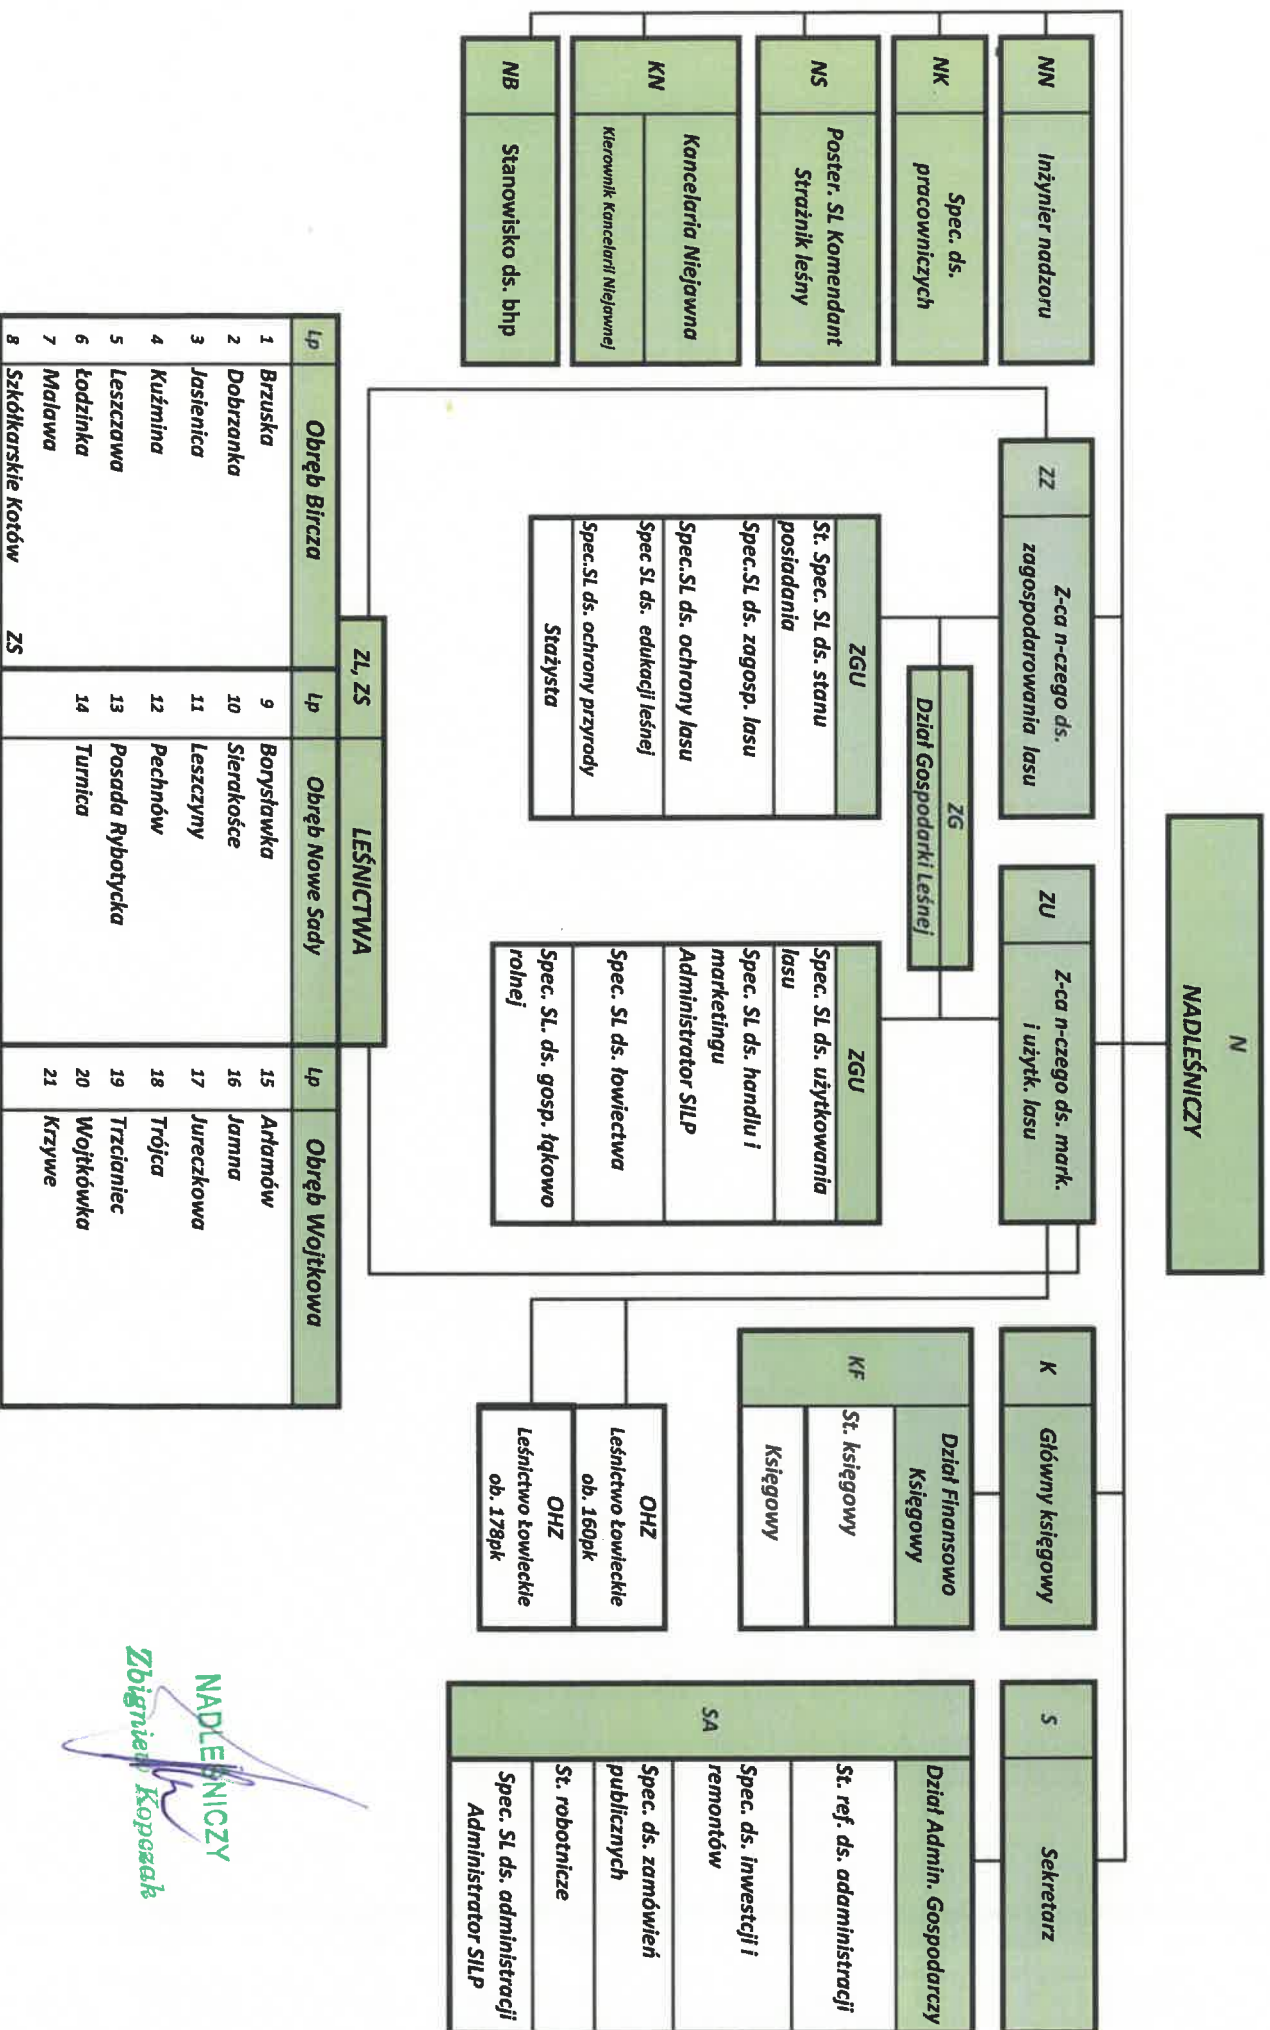 N
NADLEŚNICZY
NN
Inżynier nadzoru
NK
Spec. ds.
pracowniczych
NS
Poster. SL Komendant
Strażnik leśny
KN
Kancelaria Niejawna
Kierownik Kancelarii Niejawnej
NB
Stanowisko ds. bhp
ZZ
Z-ca n-czego ds.
zagospodarowania lasu
ZU
Z-ca n-czego ds. mark.
i użytk. lasu
K
Główny księgowy
S
Sekretarz
ZG
Dział Gospodarki Leśnej
ZGU
St. Spec. SL ds. stanu
posiadania
Spec.SL ds. zagosp. lasu
Spec.SL ds. ochrony lasu
Spec SL ds. edukacji leśnej
Spec.SL ds. ochrony przyrody
Stażysta
ZGU
Spec. SL ds. użytkowania
lasu
Spec. SL ds. handlu i
marketingu
Administrator SILP
Spec. SL ds. łowiectwa
Spec. SL. ds. gosp. łąkowo
rolnej
KF
Dział Finansowo
Księgowy
St. księgowy
Księgowy
OHZ
Leśnictwo Łowieckie
ob. 160pk
OHZ
Leśnictwo Łowieckie
ob. 178pk
SA
Dział Admin. Gospodarczy
St. ref. ds. adaministracji
Spec. ds. inwestcji i
remontów
Spec. ds. zamówień
publicznych
St. robotnicze
Spec. SL ds. administracji
Administrator SILP
ZL, ZS LEŚNICTWA
Lp Obręb Bircza Lp Obręb Nowe Sady Lp Obręb Wojtkowa
1 Brzuska 9 Borysławka 15 Arłamów
2 Dobrzanka 10 Sierakośce 16 Jamna
3 Jasienica 11 Leszczyny 17 Jureczkowa
4 Kuźmina 12 Pechnów 18 Trójca
5 Leszczawa 13 Posada Rybotycka 19 Trzcianiec
6 Łodzinka 14 Turnica 20 Wojtkówka
7 Malawa 21 Krzywe
8 Szkółkarskie Kotów ZS
NADLEŚNICZY
Zbigniew Kopczak